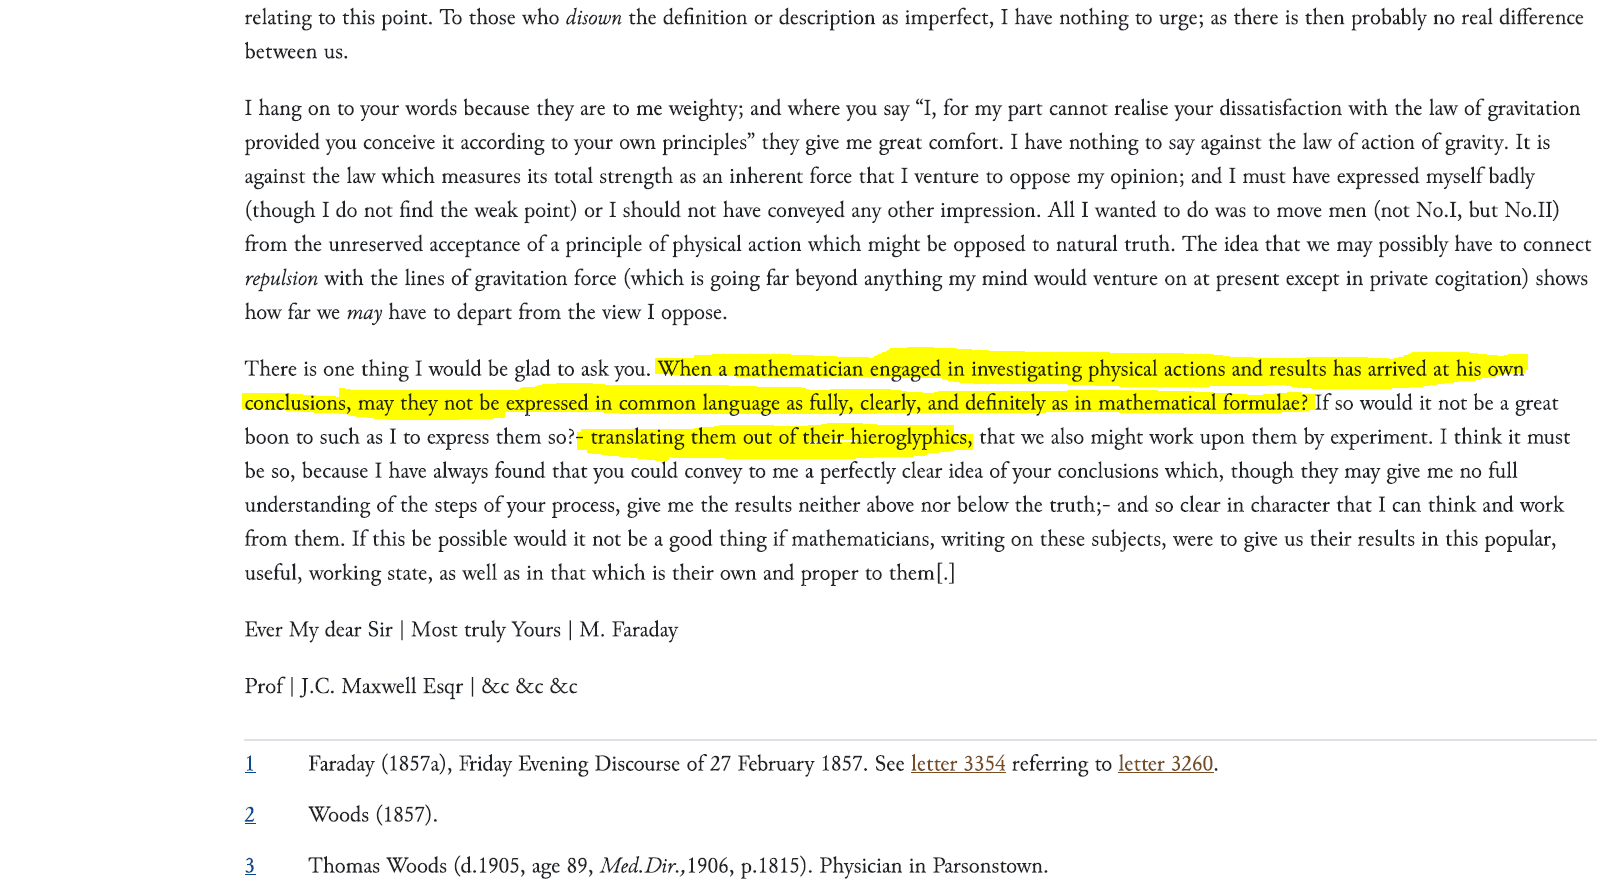 relating to this point. To those who disown the definition or description as imperfect, I have nothing to urge; as there is then probably no real difference
between us.
I hang on to your words because they are to me weighty; and where you say “I, for my part cannot realise your dissatisfaction with the law of gravitation
provided you conceive it according to your own principles” they give me great comfort. I have nothing to say against the law of action of gravity. It is
against the law which measures its total strength as an inherent force that I venture to oppose my opinion; and I must have expressed myself badly
(though I do not find the weak point) or I should not have conveyed any other impression. All I wanted to do was to move men (not No.I, but No.II)
from the unreserved acceptance of a principle of physical action which might be opposed to natural truth. The idea that we may possibly have to connect
repulsion with the lines of gravitation force (which is going far beyond anything my mind would venture on at present except in private cogitation) shows
how far we may have to depart from the view I oppose.
There is one thing I would be glad to ask you. When a mathematician engaged in investigating physical actions and results has arrived at his own
conclusions, may they not be expressed in common language as fully, clearly, and definitely as in mathematical formulae? If so would it not be a great
boon to such as I to express them so?- translating them out of their hieroglyphics, that we also might work upon them by experiment. I think it must
be so, because I have always found that you could convey to me a perfectly clear idea of your conclusions which, though they may give me no full
understanding of the steps of your process, give me the results neither above nor below the truth;- and so clear in character that I can think and work
from them. If this be possible would it not be a good thing if mathematicians, writing on these subjects, were to give us their results in this popular,
useful, working state, as well as in that which is their own and proper to them[.]
Ever My dear Sir | Most truly Yours | M. Faraday
Prof | J.C. Maxwell Esqr | &c &c &c
1 Faraday (1857a), Friday Evening Discourse of 27 February 1857. See letter 3354 referring to letter 3260.
2 Woods (1857).
3 Thomas Woods (d.1905, age 89, Med.Dir.,1906, p.1815). Physician in Parsonstown.